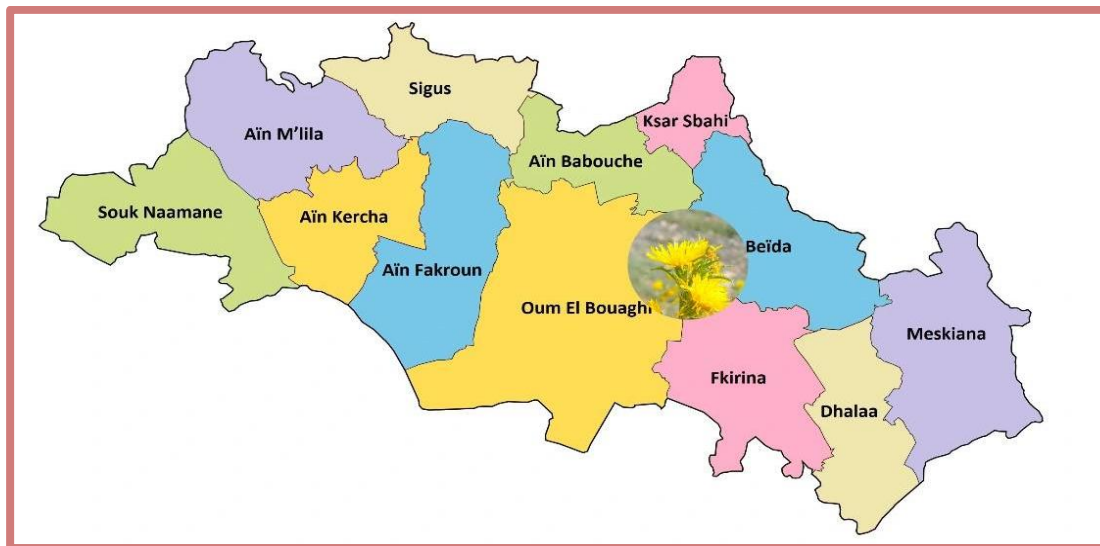 Sigus
Ksar Sbahi
Aïn M'lila
Aïn Babouche
Souk Naamane
Aïn Kercha
Beïda
Aïn Fakroun
Oum El Bouaghi
Meskiana
Fkirina
Dhalaa